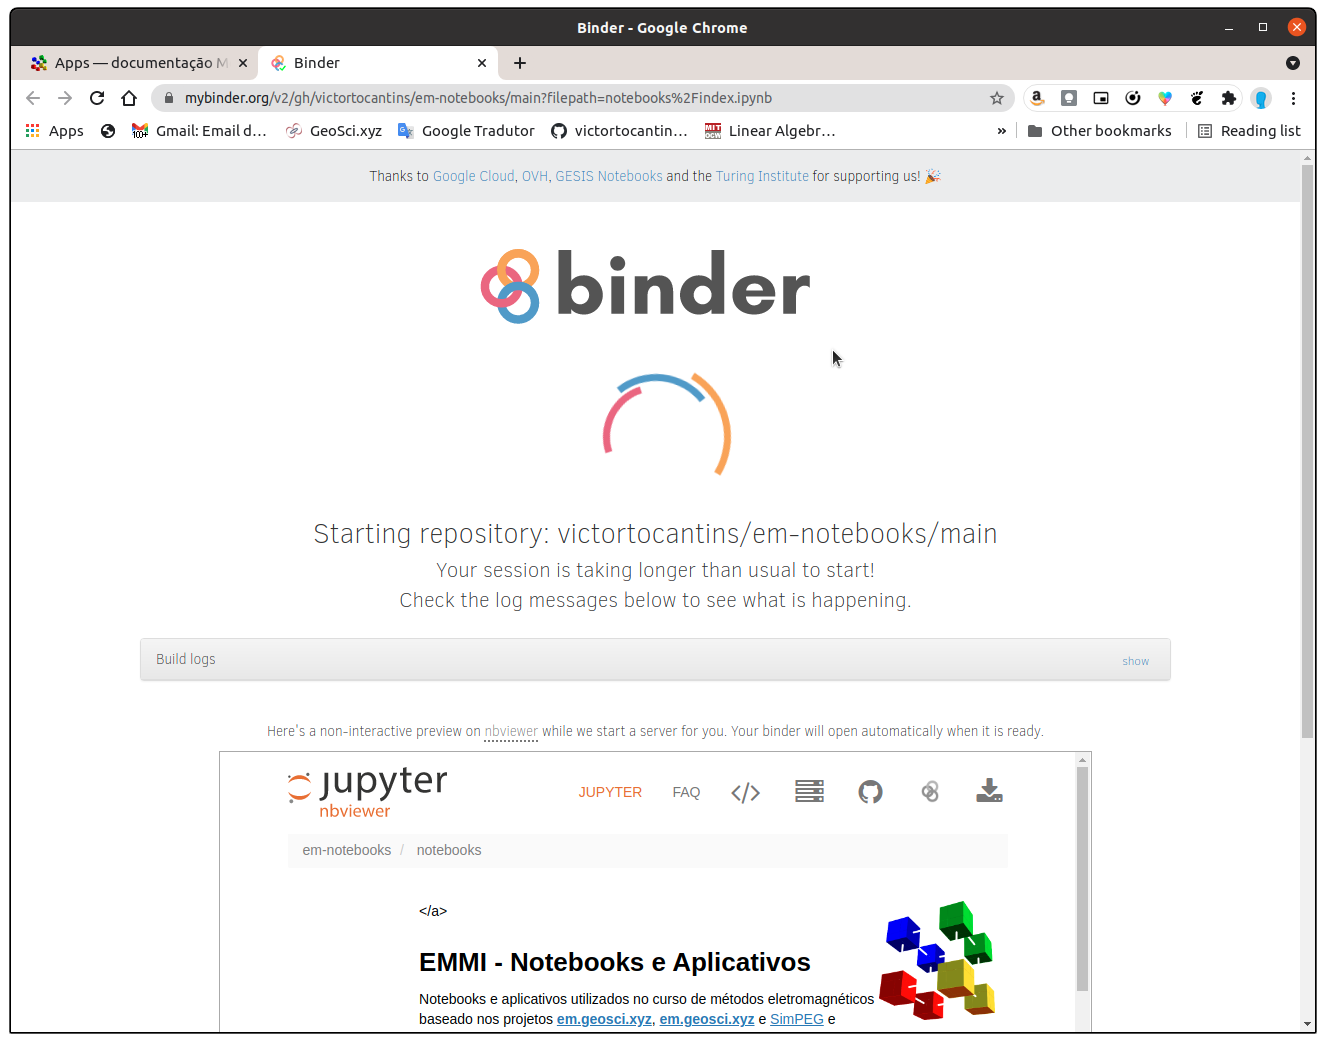 Binder - Google Chrome
Apps — documentação M
Binder
mybinder.org/v2/gh/victortocantins/em-notebooks/main?filepath=notebooks%2Findex.ipynb
Apps
Gmail: Email d...
GeoSci.xyz
Google Tradutor
victortocantin...
MIT OCW
Linear Algebr...
»
Other bookmarks
Reading list
Thanks to Google Cloud, OVH, GESIS Notebooks and the Turing Institute for supporting us! 🎉
binder
Starting repository: victortocantins/em-notebooks/main
Your session is taking longer than usual to start!
Check the log messages below to see what is happening.
Build logs
show
Here's a non-interactive preview on nbviewer while we start a server for you. Your binder will open automatically when it is ready.
jupyter
nbviewer
JUPYTER
FAQ
</>
em-notebooks / notebooks
</a>
EMMI - Notebooks e Aplicativos
Notebooks e aplicativos utilizados no curso de métodos eletromagnéticos
baseado nos projetos em.geosci.xyz, em.geosci.xyz e SimPEG e